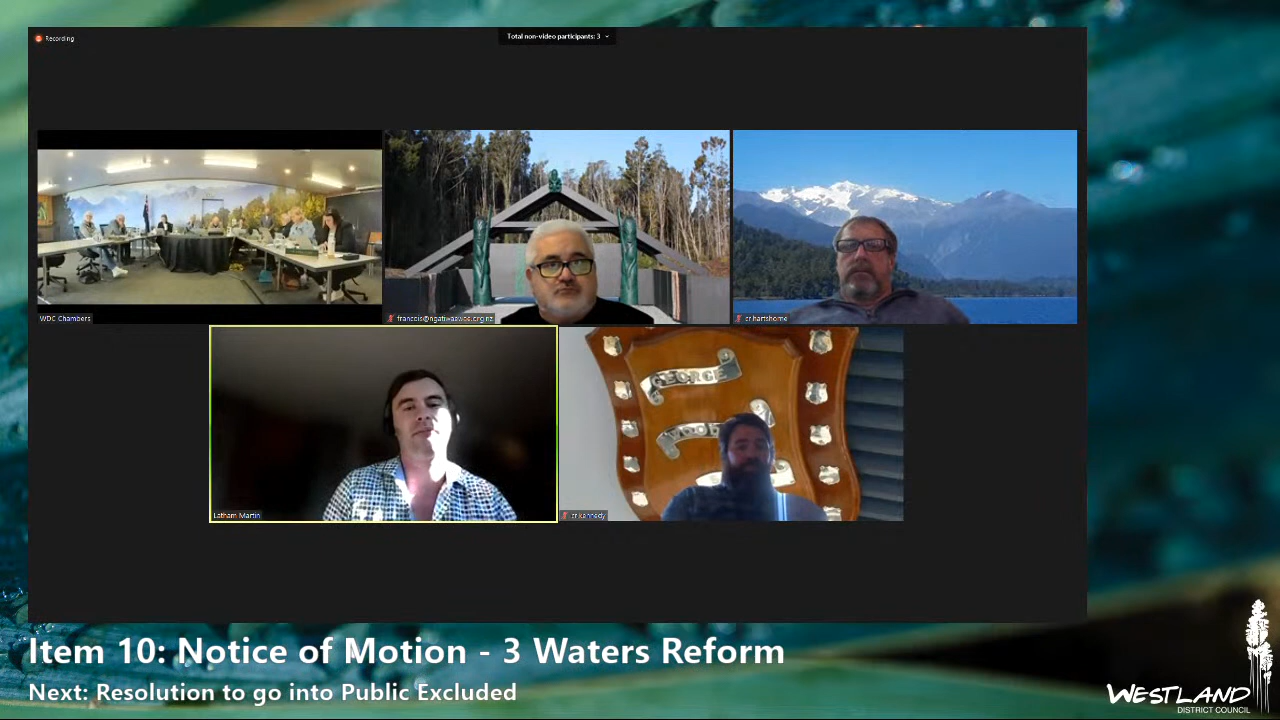 Recording
Total non-video participants: 3
WDC Chambers
francois@ngatiwaewae.org.nz
cr.hartshorne
GEORGE
Latham Martin
cr.kennedy
Item 10: Notice of Motion - 3 Waters Reform
Next: Resolution to go into Public Excluded
WESTLAND
DISTRICT COUNCIL